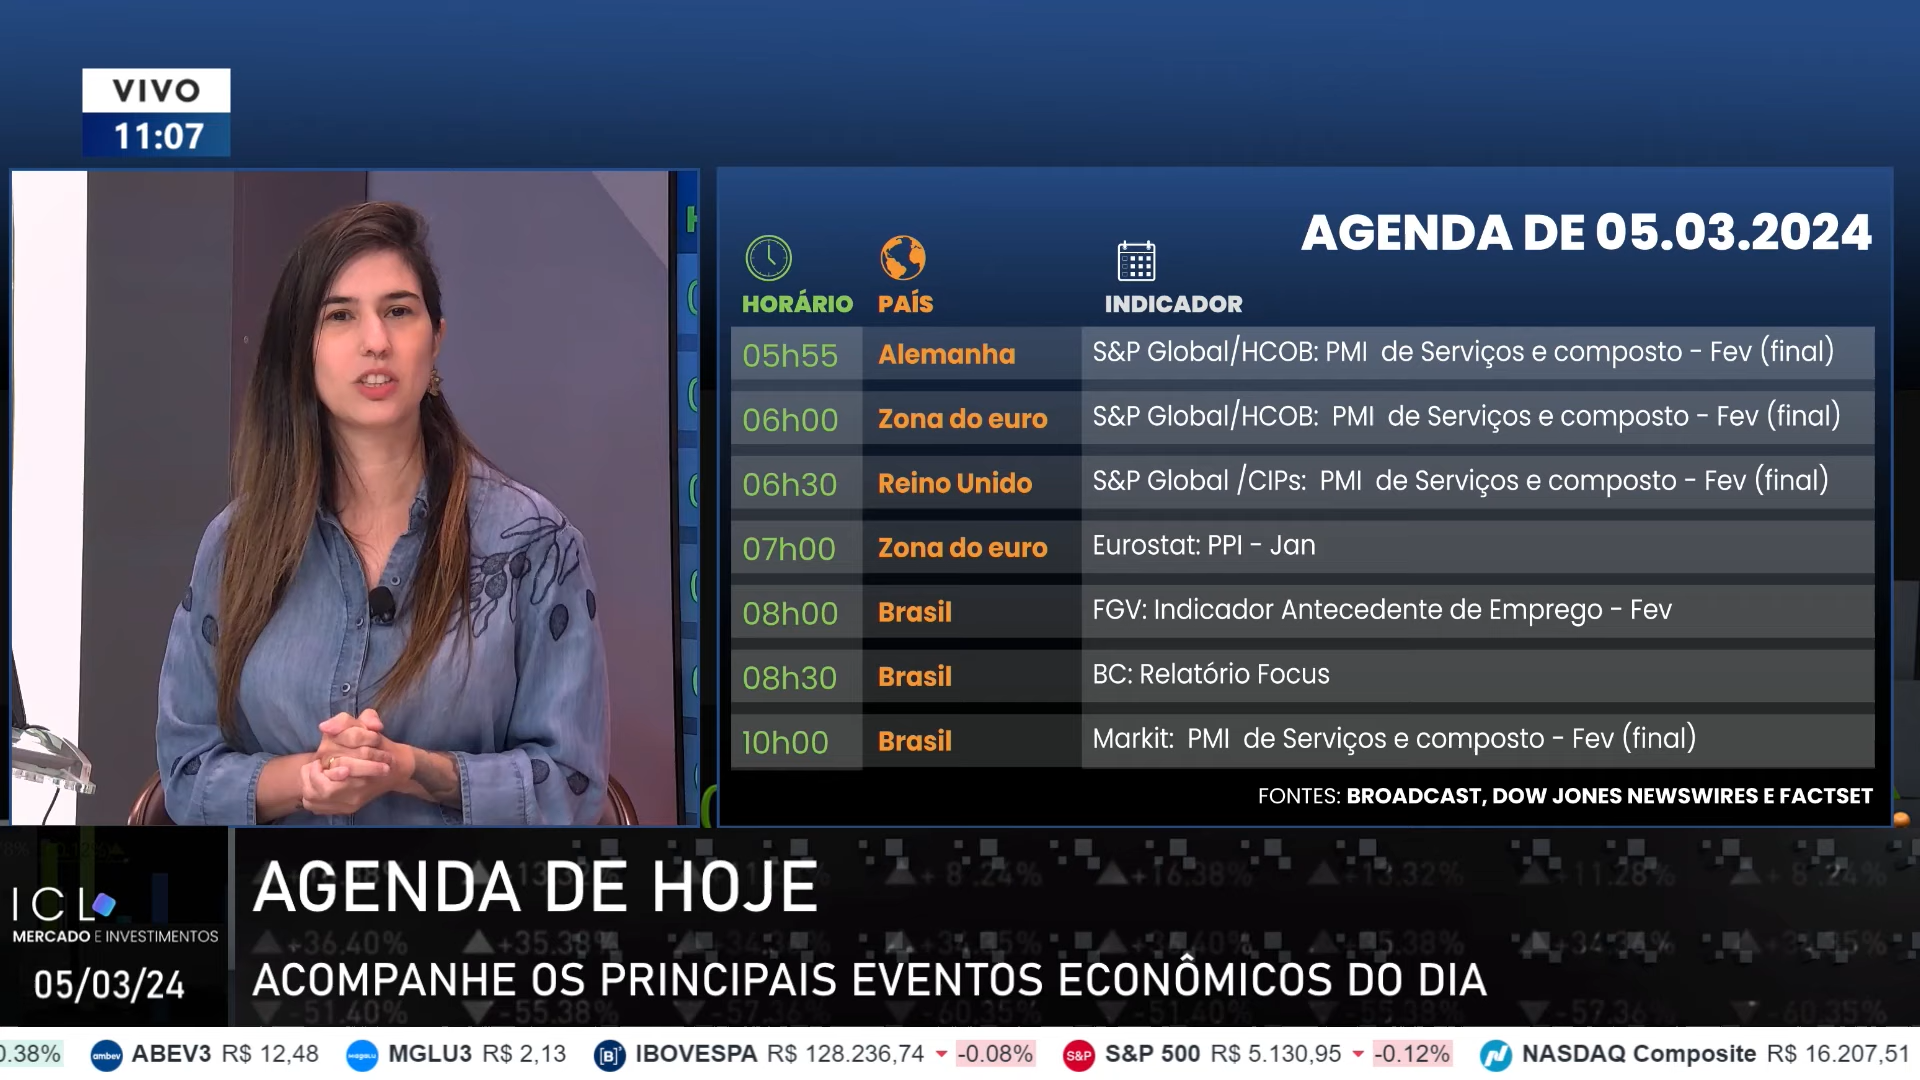 VIVO
11:07
AGENDA DE 05.03.2024
HORÁRIO PAÍS INDICADOR
05h55 Alemanha S&P Global/HCOB: PMI de Serviços e composto - Fev (final)
06h00 Zona do euro S&P Global/HCOB: PMI de Serviços e composto - Fev (final)
06h30 Reino Unido S&P Global /CIPs: PMI de Serviços e composto - Fev (final)
07h00 Zona do euro Eurostat: PPI - Jan
08h00 Brasil FGV: Indicador Antecedente de Emprego - Fev
08h30 Brasil BC: Relatório Focus
10h00 Brasil Markit: PMI de Serviços e composto - Fev (final)
FONTES: BROADCAST, DOW JONES NEWSWIRES E FACTSET
AGENDA DE HOJE
ACOMPANHE OS PRINCIPAIS EVENTOS ECONÔMICOS DO DIA
ICL
MERCADO E INVESTIMENTOS
05/03/24
0.38% ambev ABEV3 R$ 12,48 magalu MGLU3 R$ 2,13 [B]³ IBOVESPA R$ 128.236,74 -0.08% S&P S&P 500 R$ 5.130,95 -0.12% NASDAQ Composite R$ 16.207,51